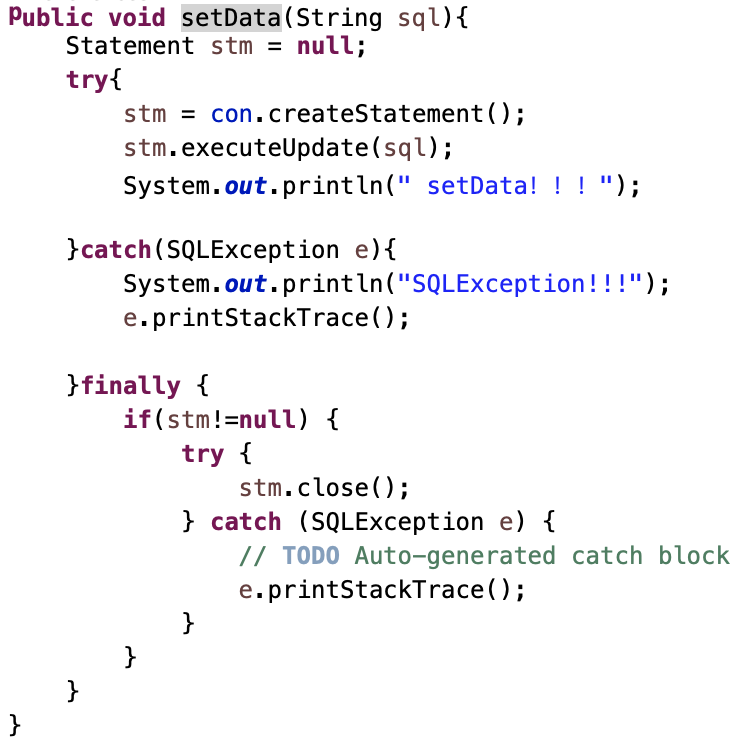 public void setData(String sql){
Statement stm = null;
try{
stm = con.createStatement();
stm.executeUpdate(sql);
System.out.println(" setData！！！");
}catch(SQLException e){
System.out.println("SQLException!!!");
e.printStackTrace();
}finally {
if(stm!=null) {
try {
stm.close();
} catch (SQLException e) {
// TODO Auto-generated catch block
e.printStackTrace();
}
}
}
}